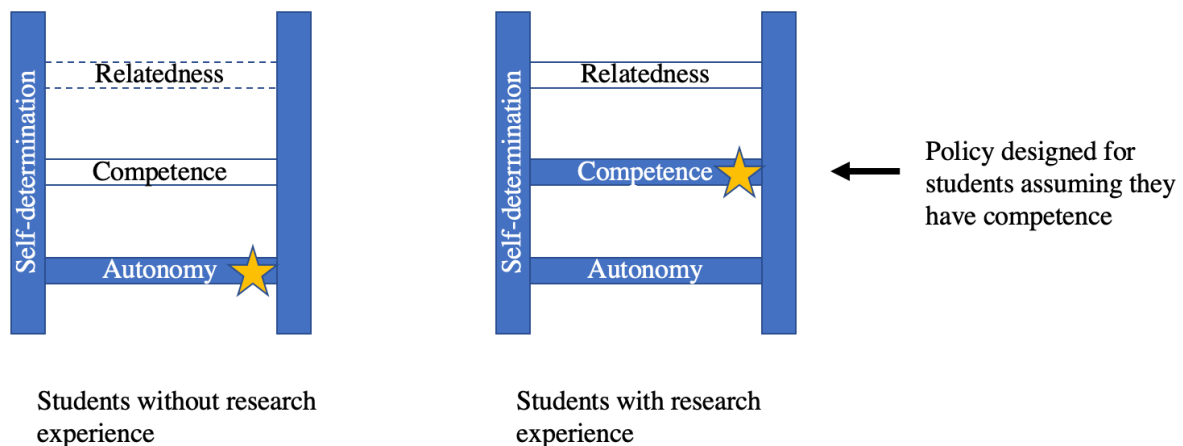 Self-determination
Relatedness
Competence
Autonomy
Students without research
experience
Self-determination
Relatedness
Competence
Autonomy
Students with research
experience
Policy designed for
students assuming they
have competence